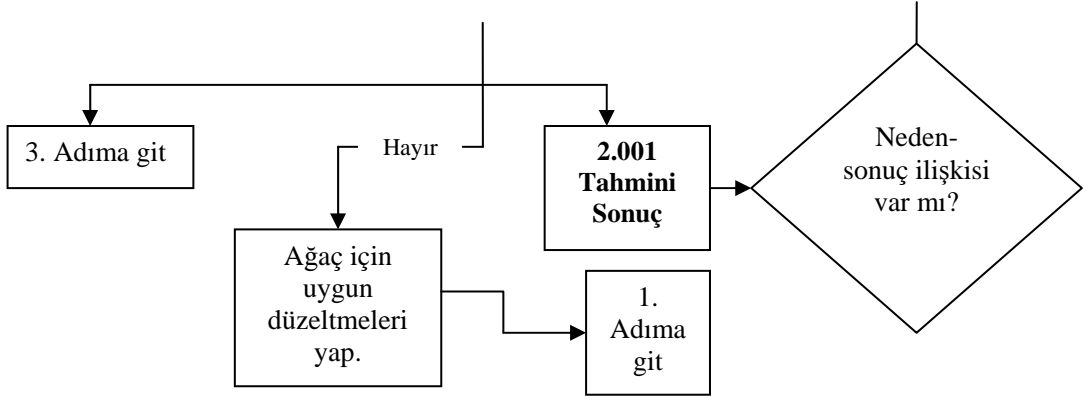 3. Adıma git
Hayır
2.001
Tahmini
Sonuç
Neden-
sonuç ilişkisi
var mı?
Ağaç için
uygun
düzeltmeleri
yap.
1.
Adıma
git